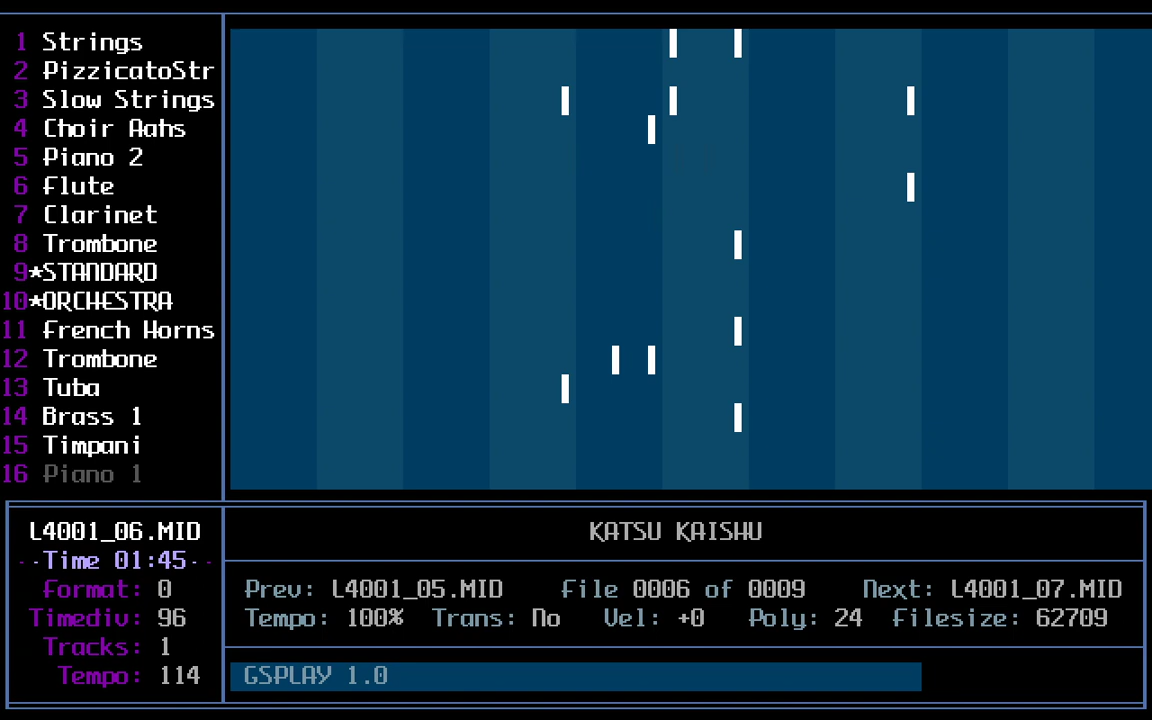 1 Strings
2 PizzicatoStr
3 Slow Strings
4 Choir Aahs
5 Piano 2
6 Flute
7 Clarinet
8 Trombone
9*STANDARD
10*ORCHESTRA
11 French Horns
12 Trombone
13 Tuba
14 Brass 1
15 Timpani
16 Piano 1
L4001_06.MID
--Time 01:45--
Format: 0
Timediv: 96
Tracks: 1
Tempo: 114
KATSU KAISHU
Prev: L4001_05.MID File 0006 of 0009 Next: L4001_07.MID
Tempo: 100% Trans: No Vel: +0 Poly: 24 Filesize: 62709
GSPLAY 1.0